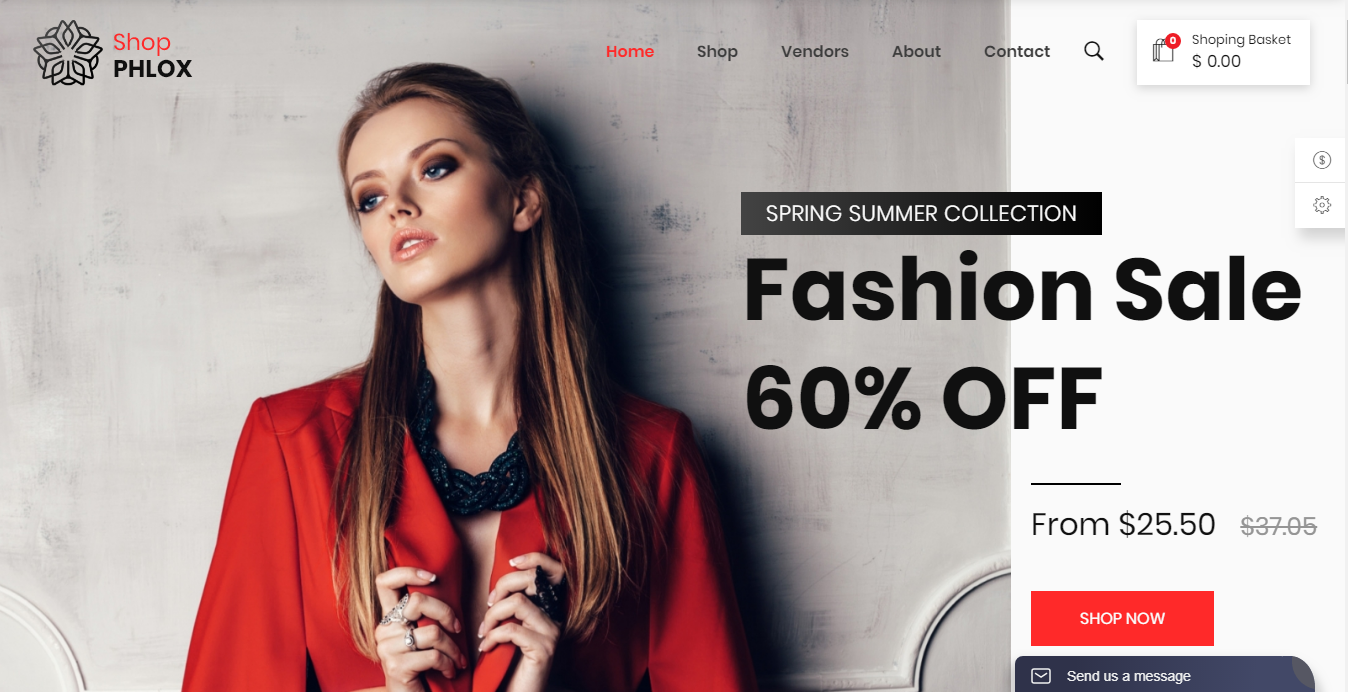 Shop
PHLOX
Home Shop Vendors About Contact
0
Shoping Basket
$ 0.00
$
SPRING SUMMER COLLECTION
Fashion Sale
60% OFF
From $25.50 $37.05
SHOP NOW
Send us a message